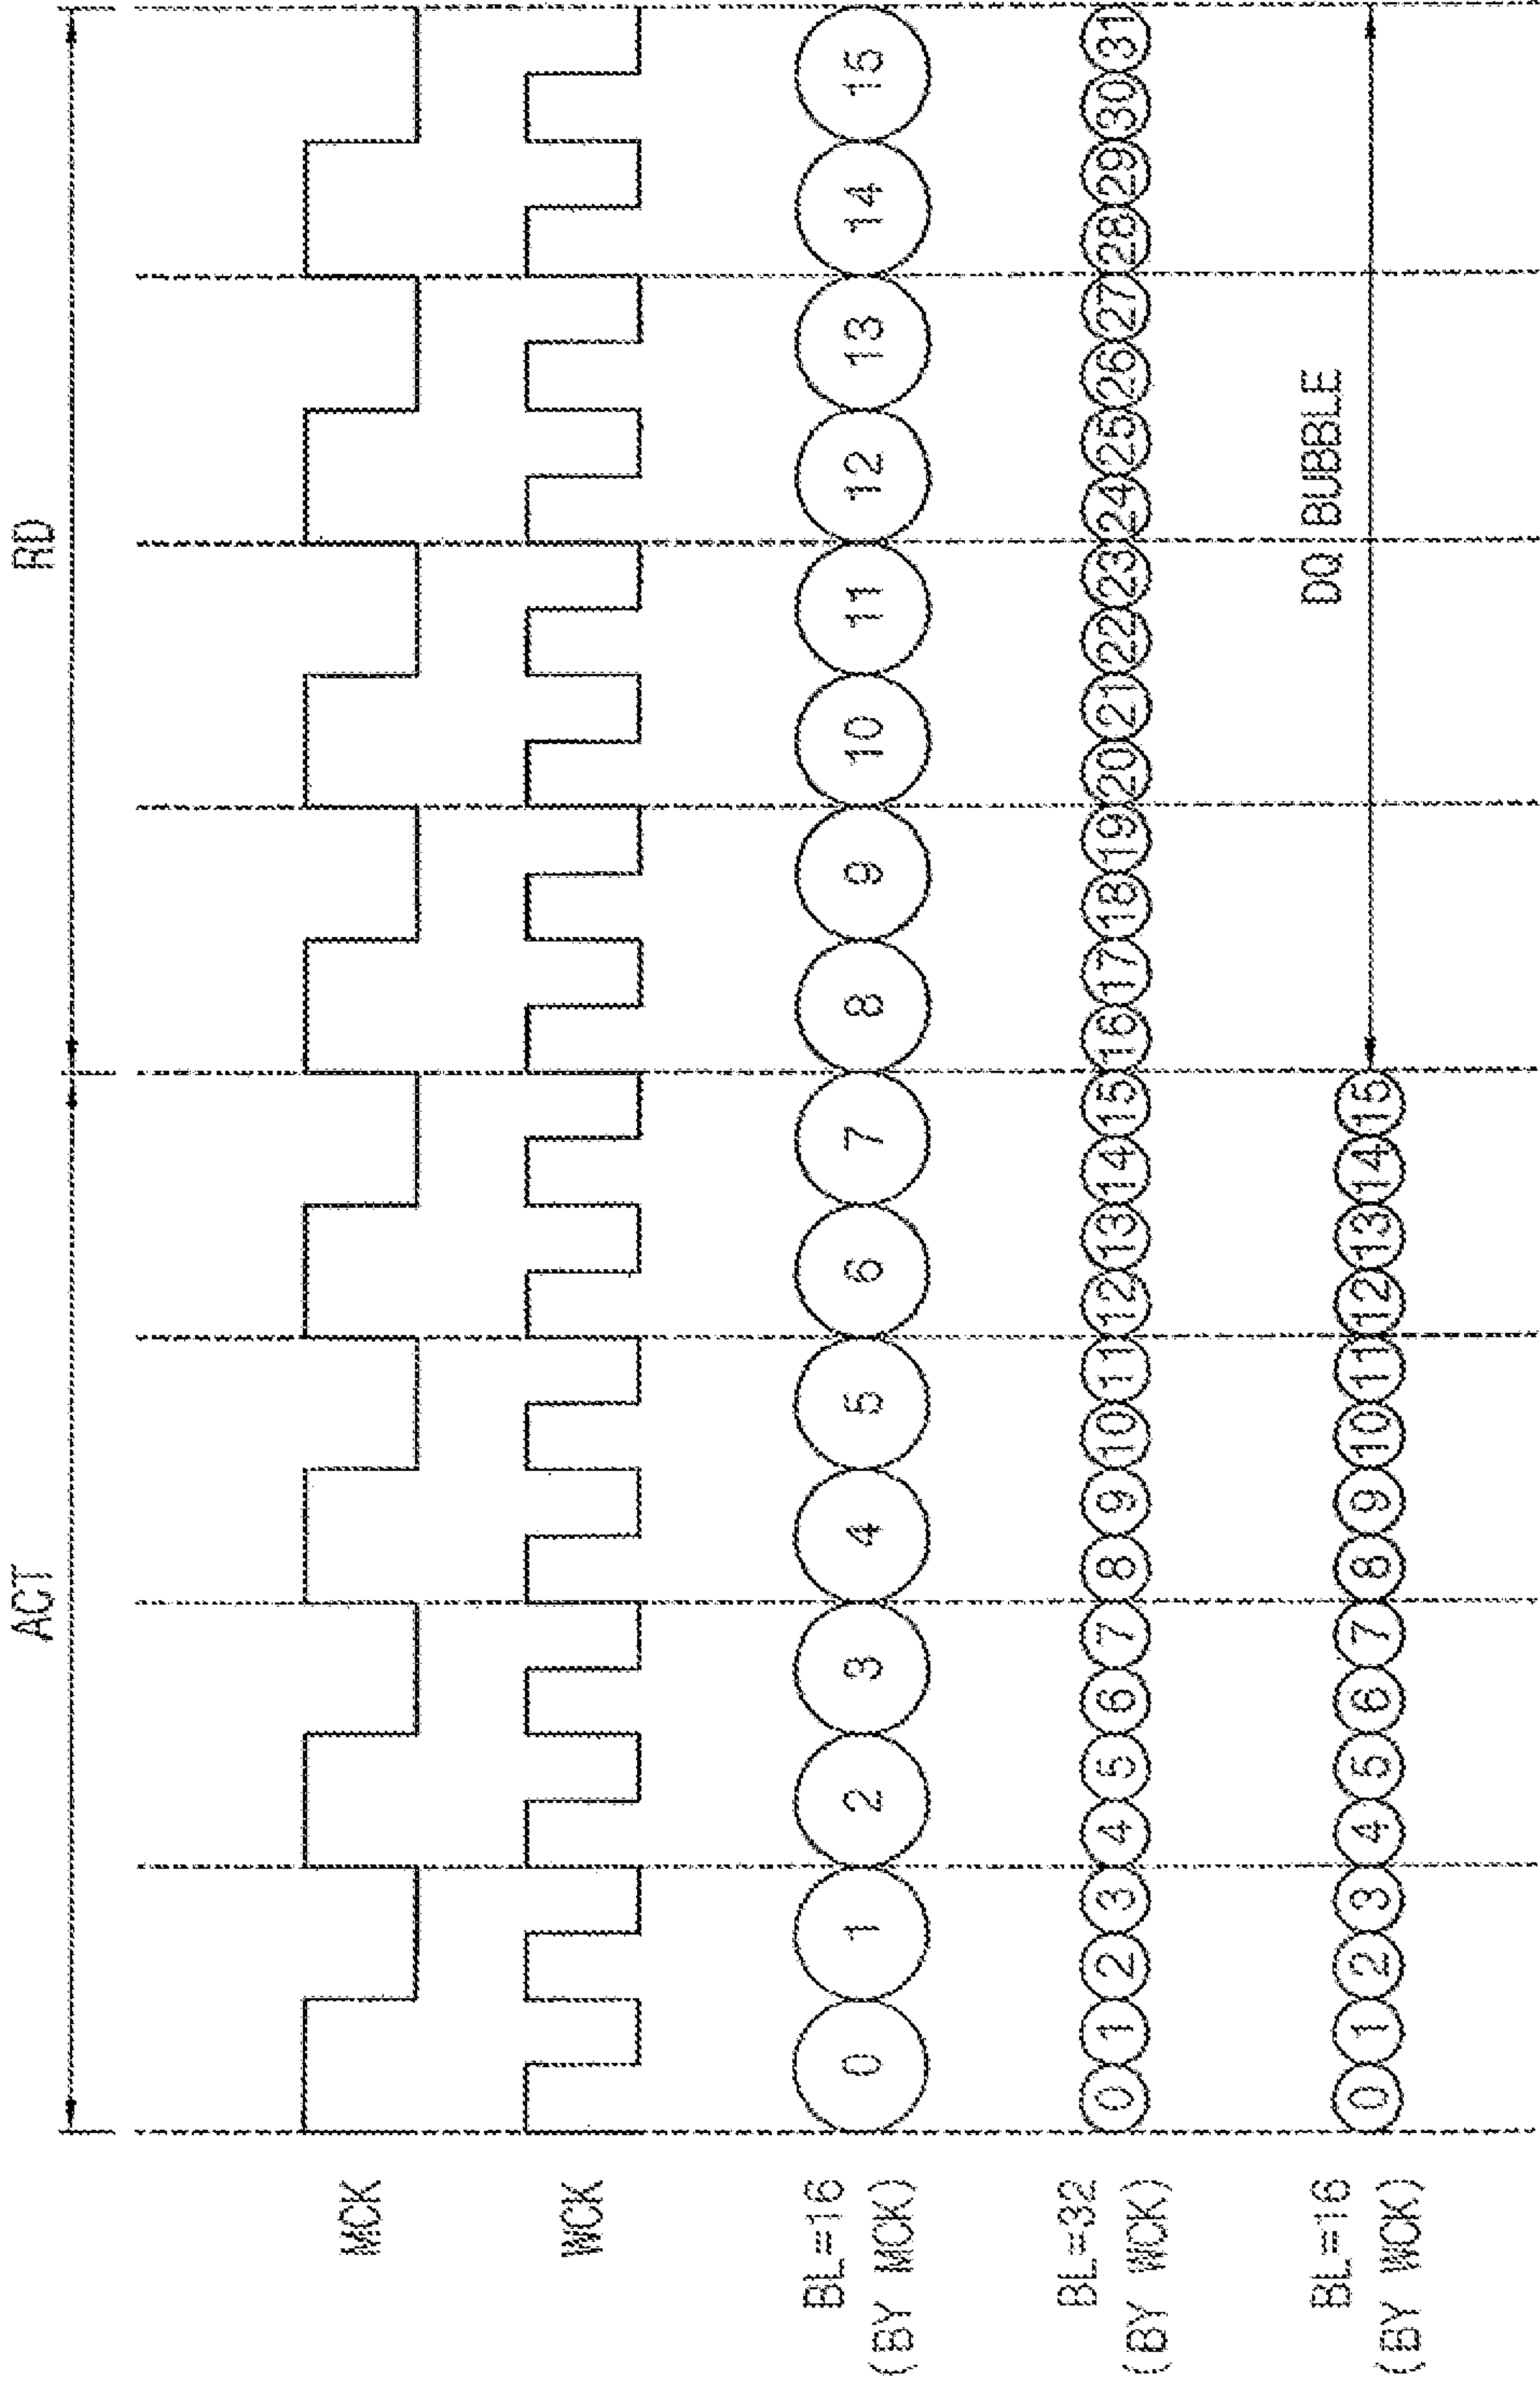 ACT RD
MCK
WCK
BL=16
(BY MCK)
0 1 2 3 4 5 6 7 8 9 10 11 12 13 14 15
BL=32
(BY WCK)
0 1 2 3 4 5 6 7 8 9 10 11 12 13 14 15 16 17 18 19 20 21 22 23 24 25 26 27 28 29 30 31
DQ BUBBLE
BL=16
(BY WCK)
0 1 2 3 4 5 6 7 8 9 10 11 12 13 14 15